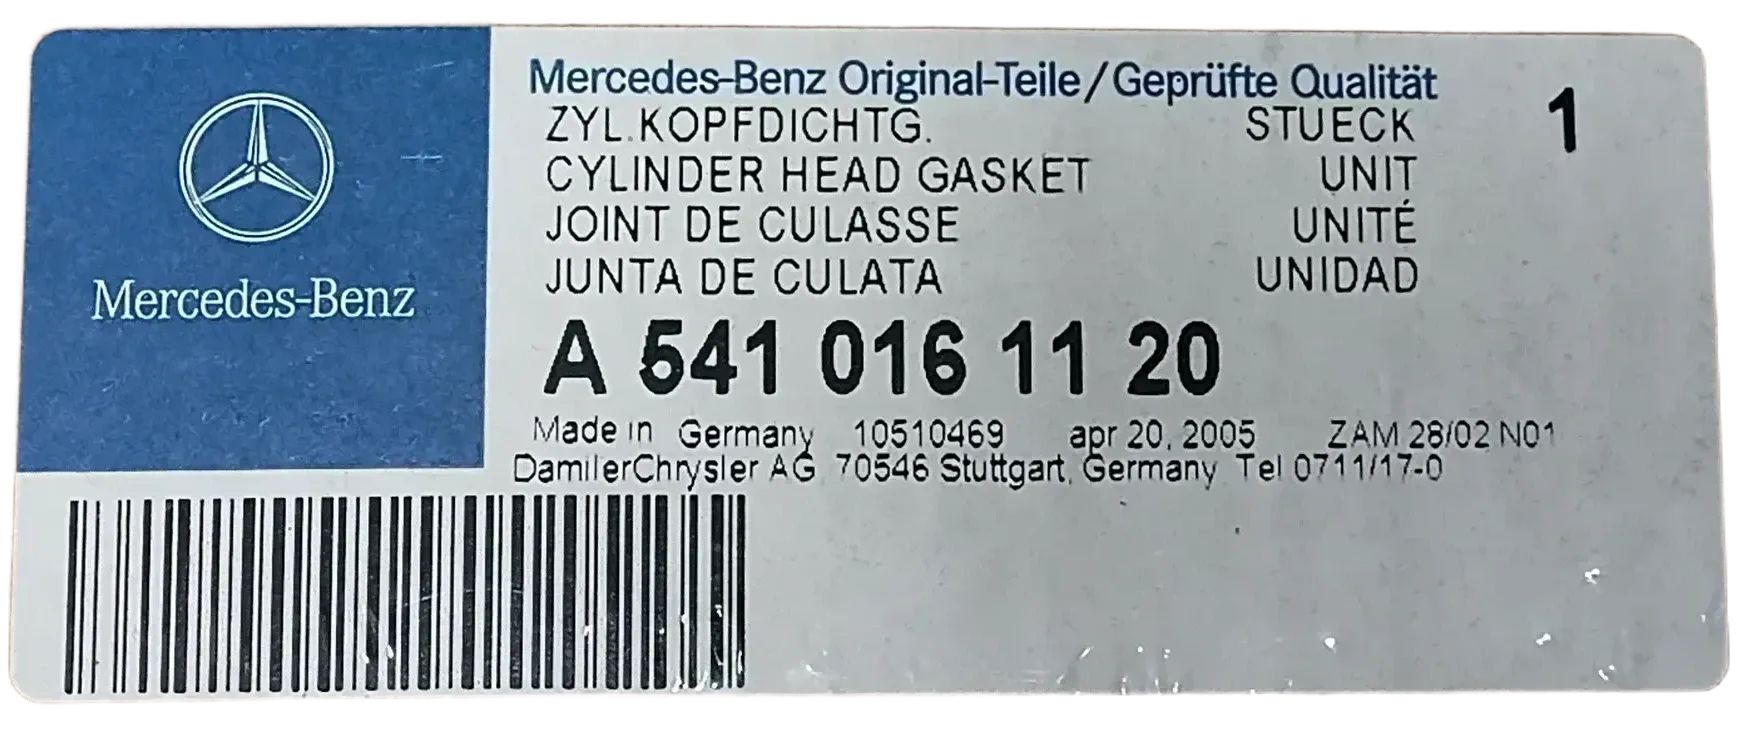 Mercedes-Benz
Mercedes-Benz Original-Teile/Geprüfte Qualität
ZYL.KOPFDICHTG. STUECK 1
CYLINDER HEAD GASKET UNIT
JOINT DE CULASSE UNITÉ
JUNTA DE CULATA UNIDAD
A 541 016 11 20
Made in Germany 10510469 apr 20, 2005 ZAM 28/02 N01
DamilerChrysler AG 70546 Stuttgart, Germany Tel 0711/17-0